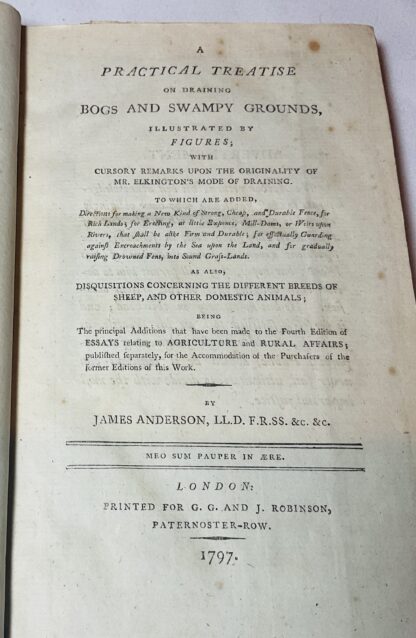 A
PRACTICAL TREATISE
ON DRAINING
BOGS AND SWAMPY GROUNDS,
ILLUSTRATED BY
FIGURES;
WITH
CURSORY REMARKS UPON THE ORIGINALITY OF
MR. ELKINGTON'S MODE OF DRAINING.
TO WHICH ARE ADDED,
Directions for making a New Kind of Strong, Cheap, and Durable Fence, for
Rich Lands; for Erecting, at little Expence, Mill-Dams, or Weirs upon
Rivers, that ſhall be alike Firm and Durable; for effectually Guarding
againſt Encroachments by the Sea upon the Land, and for gradually
raiſing Drowned Fens, into Sound Graſs-Lands.
AS ALSO,
DISQUISITIONS CONCERNING THE DIFFERENT BREEDS OF
SHEEP, AND OTHER DOMESTIC ANIMALS;
BEING
The principal Additions that have been made to the Fourth Edition of
ESSAYS relating to AGRICULTURE and RURAL AFFAIRS;
publiſhed ſeparately, for the Accommodation of the Purchaſers of the
former Editions of this Work.
BY
JAMES ANDERSON, LL.D. F.R.SS. &c. &c.
MEO SUM PAUPER IN ÆRE.
LONDON:
PRINTED FOR G. G. AND J. ROBINSON,
PATERNOSTER-ROW.
1797.